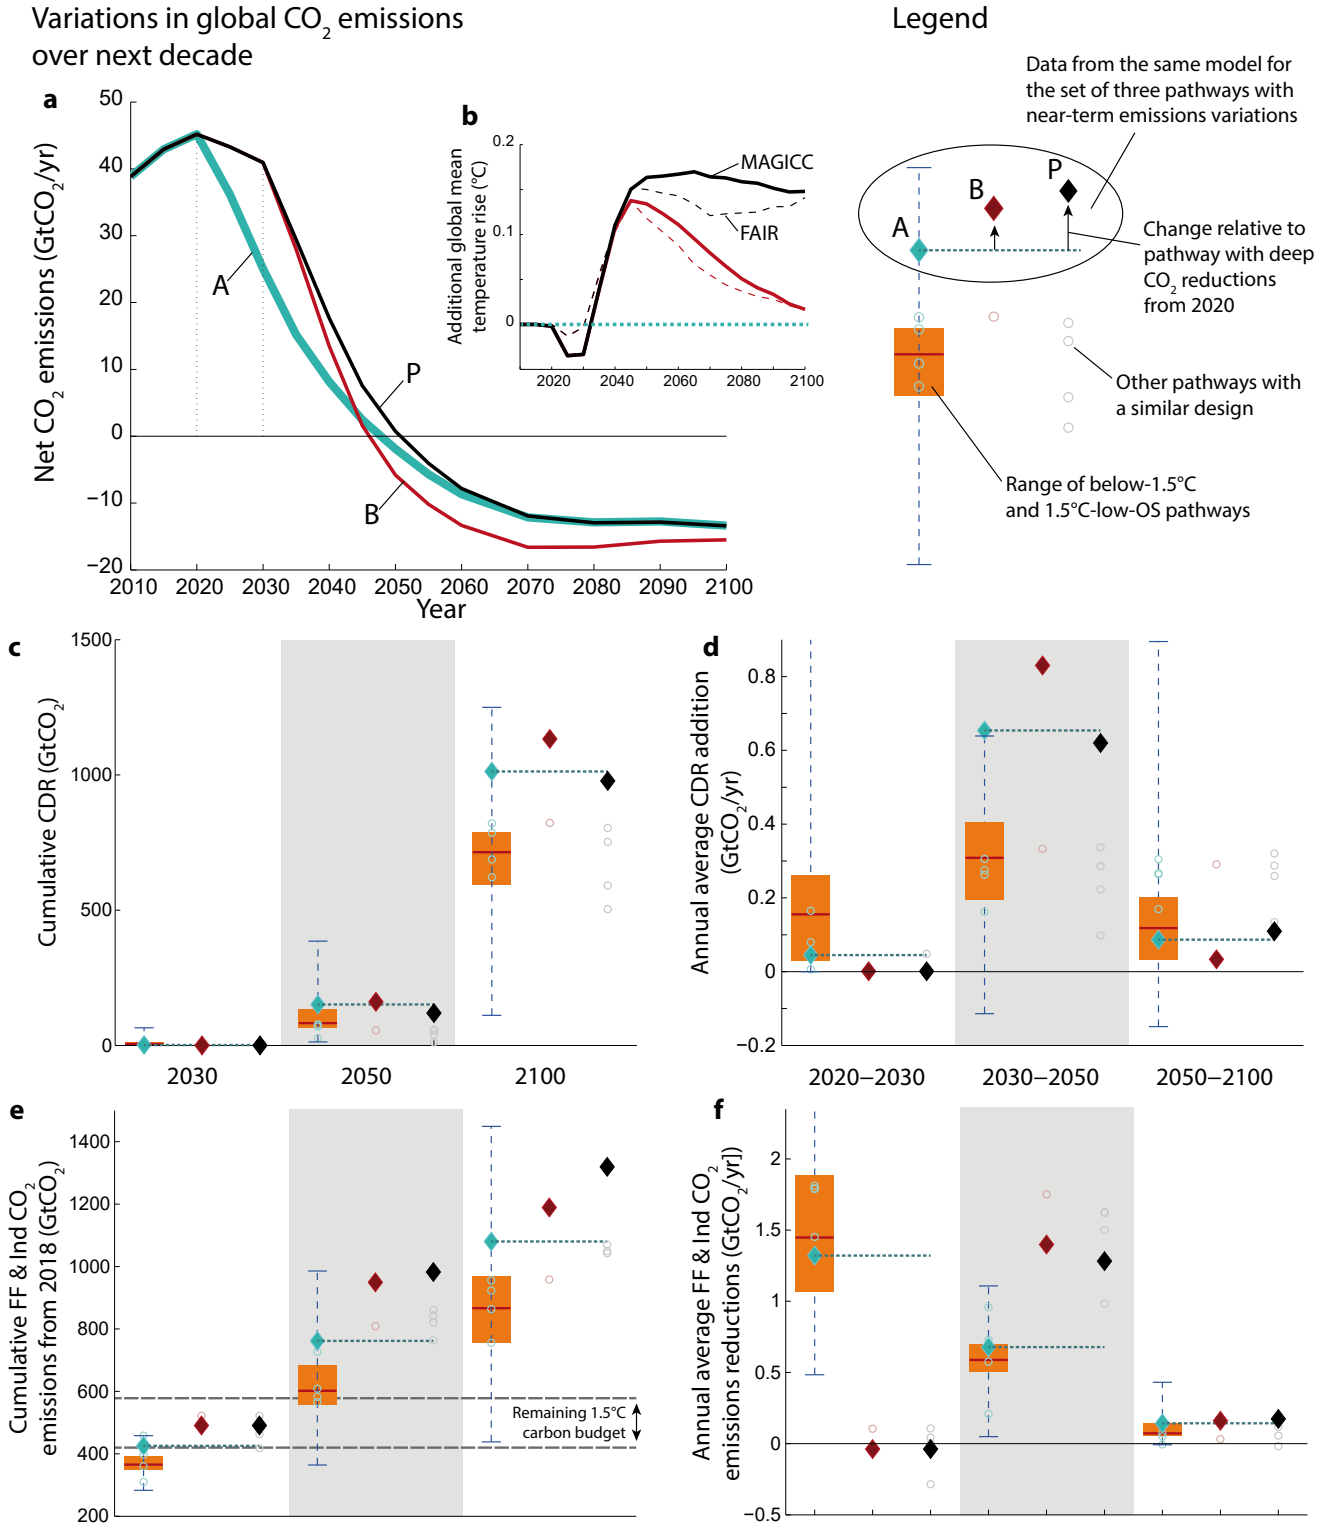 Variations in global CO₂ emissions
over next decade
Legend
a
Net CO₂ emissions (GtCO₂/yr)
50
40
30
20
10
0
−10
−20
2010 2020 2030 2040 2050 2060 2070 2080 2090 2100
Year
A
P
B
b
Additional global mean
temperature rise (°C)
0.2
0.1
0
2020 2040 2060 2080 2100
MAGICC
FAIR
Data from the same model for
the set of three pathways with
near-term emissions variations
A
B
P
Change relative to
pathway with deep
CO₂ reductions
from 2020
Other pathways with
a similar design
Range of below-1.5°C
and 1.5°C-low-OS pathways
c
Cumulative CDR (GtCO₂)
1500
1000
500
0
2030 2050 2100
d
Annual average CDR addition
(GtCO₂/yr)
0.8
0.6
0.4
0.2
0
−0.2
2020−2030 2030−2050 2050−2100
e
Cumulative FF & Ind CO₂
emissions from 2018 (GtCO₂)
1400
1200
1000
800
600
400
200
Remaining 1.5°C
carbon budget
f
Annual average FF & Ind CO₂
emissions reductions (GtCO₂/yr])
2
1.5
1
0.5
0
−0.5